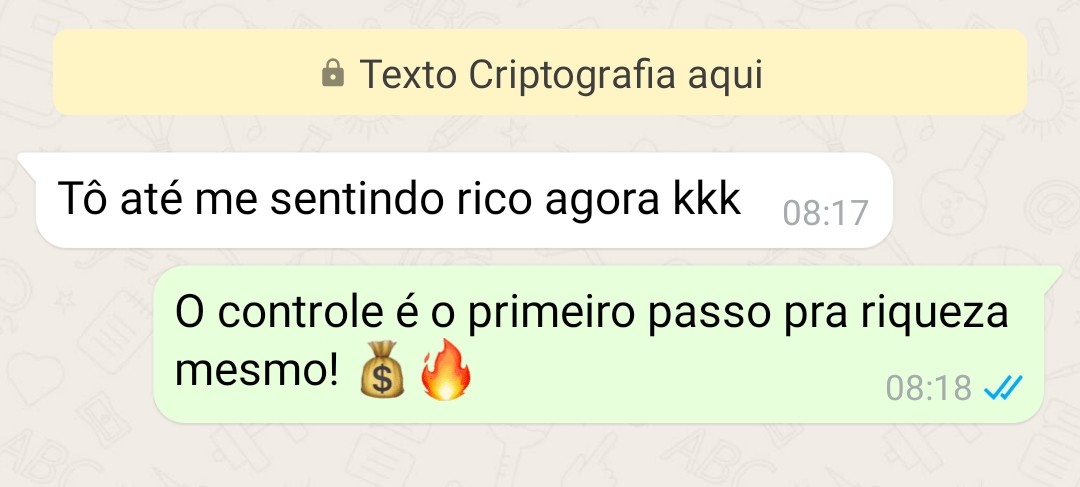 Texto Criptografia aqui
Tô até me sentindo rico agora kkk 08:17
O controle é o primeiro passo pra riqueza
mesmo! 💰🔥 08:18